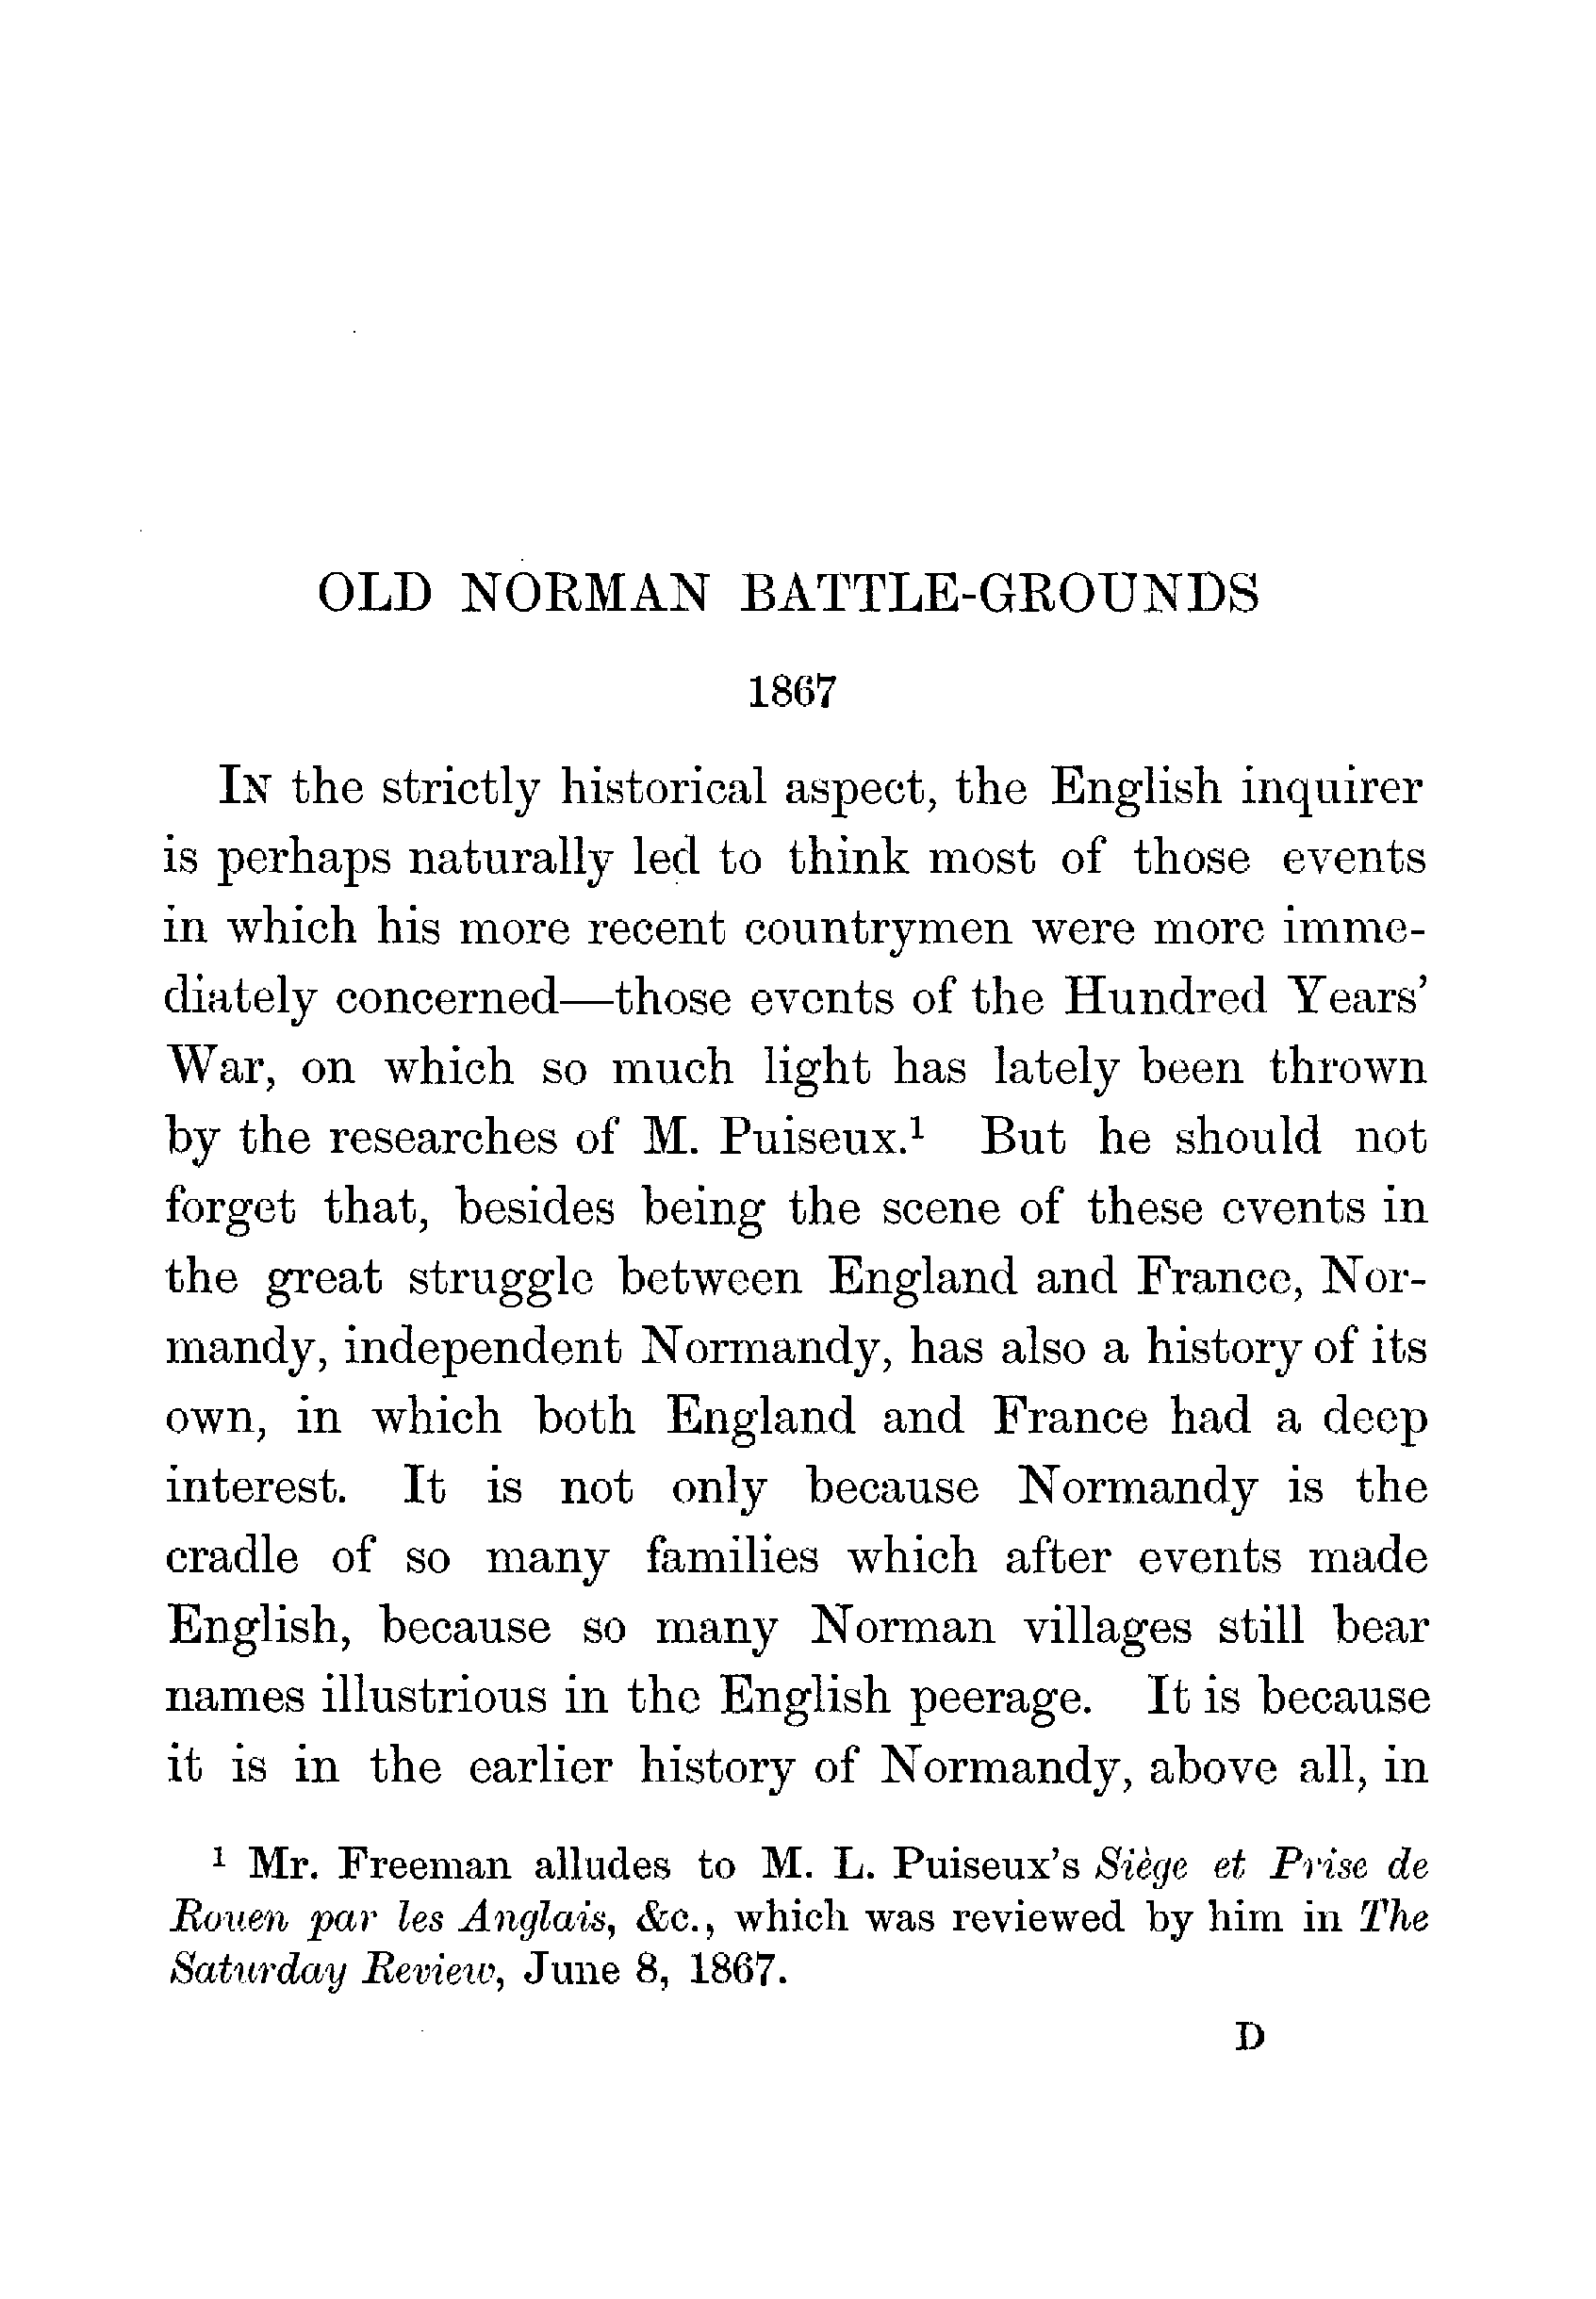 OLD NORMAN BATTLE-GROUNDS
1867
In the strictly historical aspect, the English inquirer
is perhaps naturally led to think most of those events
in which his more recent countrymen were more imme-
diately concerned—those events of the Hundred Years'
War, on which so much light has lately been thrown
by the researches of M. Puiseux.¹ But he should not
forget that, besides being the scene of these events in
the great struggle between England and France, Nor-
mandy, independent Normandy, has also a history of its
own, in which both England and France had a deep
interest. It is not only because Normandy is the
cradle of so many families which after events made
English, because so many Norman villages still bear
names illustrious in the English peerage. It is because
it is in the earlier history of Normandy, above all, in
¹ Mr. Freeman alludes to M. L. Puiseux's Siège et Prise de
Rouen par les Anglais, &c., which was reviewed by him in The
Saturday Review, June 8, 1867.
D